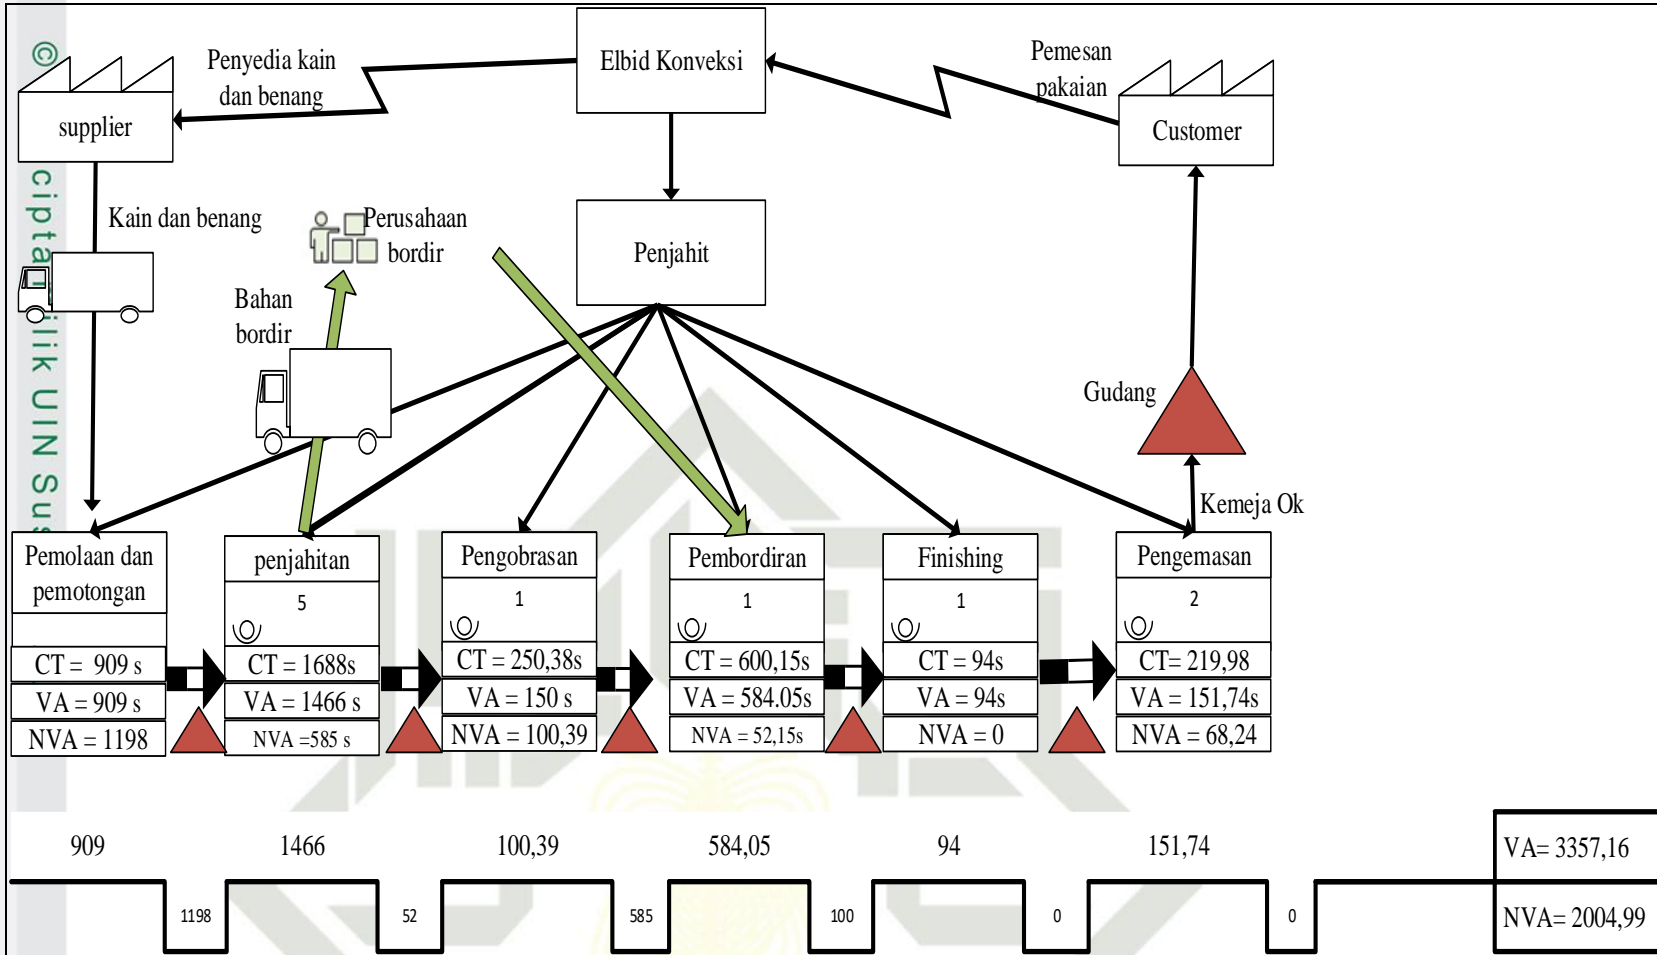 © 
cipta milik UIN Sus
Penyedia kain
dan benang
Elbid Konveksi
Pemesan
pakaian
supplier
Customer
Kain dan benang
Perusahaan
bordir
Penjahit
Bahan
bordir
Gudang
Kemeja Ok
Pemolaan dan
pemotongan
CT = 909 s
VA = 909 s
NVA = 1198
penjahitan
5
CT = 1688s
VA = 1466 s
NVA =585 s
Pengobrasan
1
CT = 250,38s
VA = 150 s
NVA = 100,39
Pembordiran
1
CT = 600,15s
VA = 584.05s
NVA = 52,15s
Finishing
1
CT = 94s
VA = 94s
NVA = 0
Pengemasan
2
CT= 219,98
VA = 151,74s
NVA = 68,24
909 1466 100,39 584,05 94 151,74 VA= 3357,16
1198 52 585 100 0 0 NVA= 2004,99